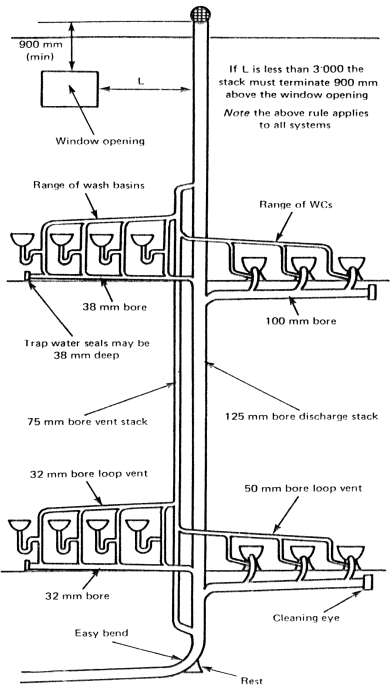 900 mm
(min)
L
If L is less than 3·000 the
stack must terminate 900 mm
above the window opening
Note the above rule applies
to all systems
Window opening
Range of wash basins
Range of WCs
38 mm bore
100 mm bore
Trap water seals may be
38 mm deep
75 mm bore vent stack
125 mm bore discharge stack
32 mm bore loop vent
50 mm bore loop vent
32 mm bore
Cleaning eye
Easy bend
Rest